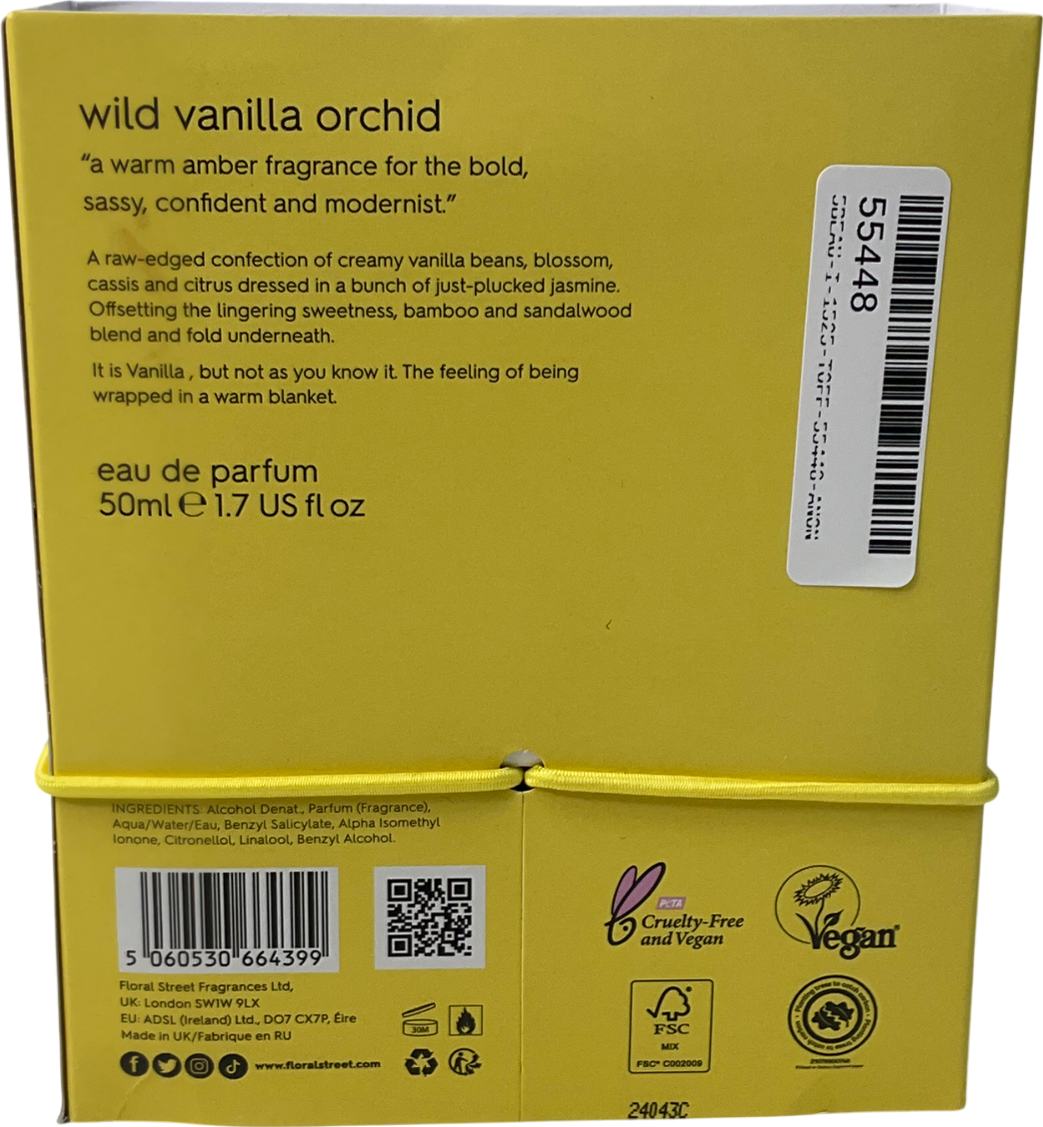 wild vanilla orchid
“a warm amber fragrance for the bold,
sassy, confident and modernist.”
A raw-edged confection of creamy vanilla beans, blossom,
cassis and citrus dressed in a bunch of just-plucked jasmine.
Offsetting the lingering sweetness, bamboo and sandalwood
blend and fold underneath.
It is Vanilla , but not as you know it. The feeling of being
wrapped in a warm blanket.
eau de parfum
50ml ℮ 1.7 US fl oz
55448
INGREDIENTS: Alcohol Denat., Parfum (Fragrance),
Aqua/Water/Eau, Benzyl Salicylate, Alpha Isomethyl
Ionone, Citronellol, Linalool, Benzyl Alcohol.
5 060530 664399
Floral Street Fragrances Ltd,
UK: London SW1W 9LX
EU: ADSL (Ireland) Ltd., DO7 CX7P, Éire
Made in UK/Fabrique en RU
www.floralstreet.com
30M
PETA
Cruelty-Free
and Vegan
Vegan
FSC
MIX
FSC® C002009
Planting trees to catch carbon
24043C